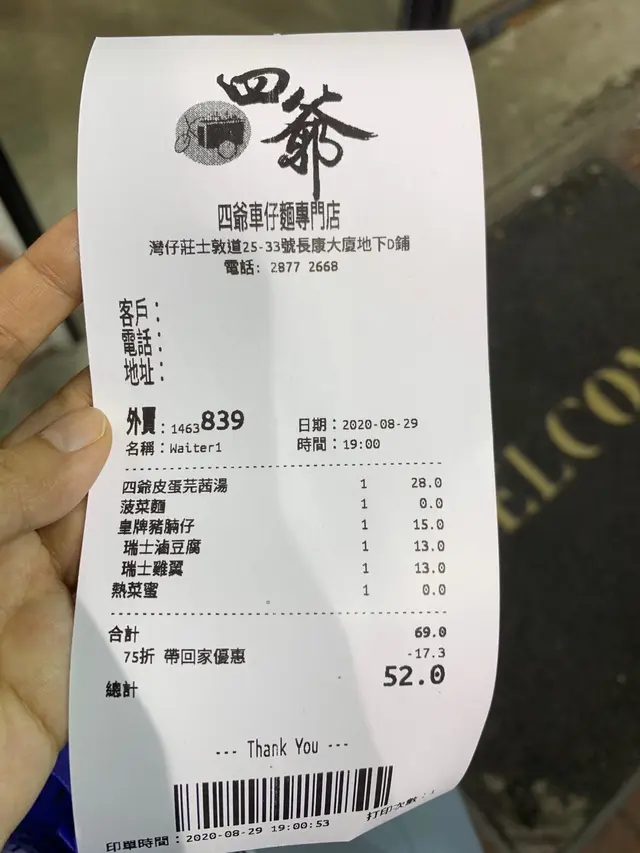 四爺
四爺車仔麵專門店
灣仔莊士敦道25-33號長康大廈地下D鋪
電話: 2877 2668
客戶：
電話：
地址：
外賣：1463839 日期：2020-08-29
名稱：Waiter1 時間：19:00
四爺皮蛋芫茜湯 1 28.0
菠菜麵 1 0.0
皇牌豬腩仔 1 15.0
瑞士滷豆腐 1 13.0
瑞士雞翼 1 13.0
熱菜蜜 1 0.0
合計 69.0
75折 帶回家優惠 -17.3
總計 52.0
--- Thank You ---
印單時間：2020-08-29 19:00:53 打印次數：
ELCOM